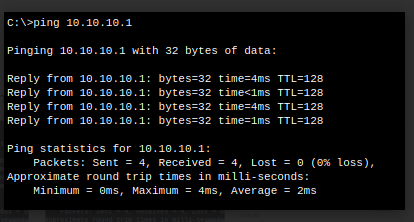 C:\>ping 10.10.10.1
Pinging 10.10.10.1 with 32 bytes of data:
Reply from 10.10.10.1: bytes=32 time=4ms TTL=128
Reply from 10.10.10.1: bytes=32 time<1ms TTL=128
Reply from 10.10.10.1: bytes=32 time=4ms TTL=128
Reply from 10.10.10.1: bytes=32 time=1ms TTL=128
Ping statistics for 10.10.10.1:
    Packets: Sent = 4, Received = 4, Lost = 0 (0% loss),
Approximate round trip times in milli-seconds:
    Minimum = 0ms, Maximum = 4ms, Average = 2ms